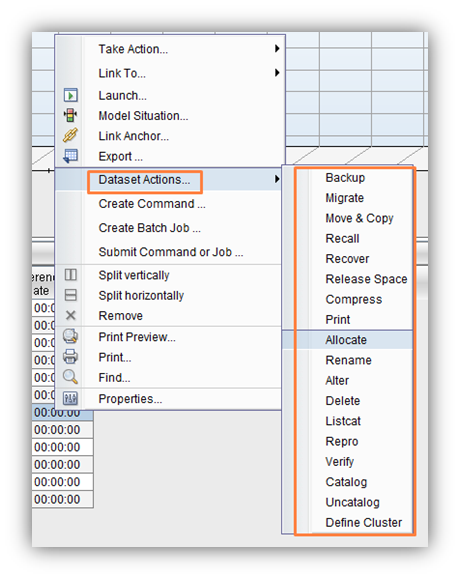 Take Action...
Link To...
Launch...
Model Situation...
Link Anchor...
Export ...
Dataset Actions...
Create Command ...
Create Batch Job ...
Submit Command or Job ...
Split vertically
Split horizontally
Remove
Print Preview...
Print...
Find...
Properties...
Backup
Migrate
Move & Copy
Recall
Recover
Release Space
Compress
Print
Allocate
Rename
Alter
Delete
Listcat
Repro
Verify
Catalog
Uncatalog
Define Cluster
ate
00:0
00:0
00:0
00:0
00:0
00:0
00:00:00
00:00:00
00:00:00
00:00:00
00:00:00
00:00:00